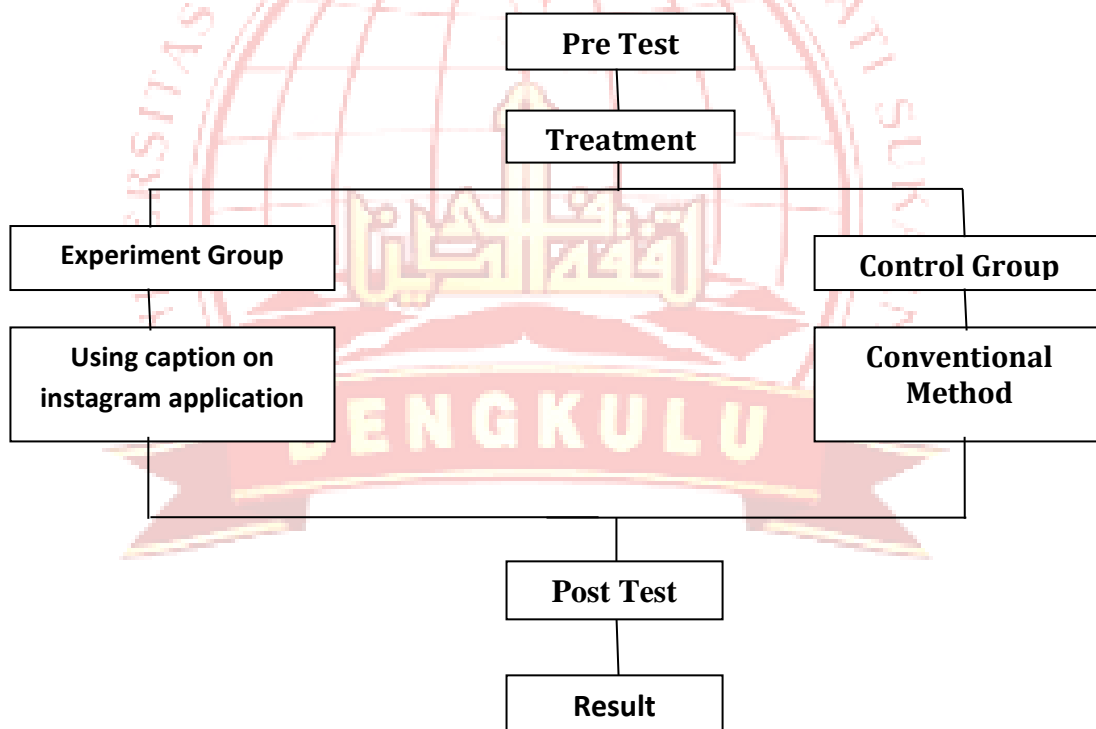 Pre Test
Treatment
Experiment Group
Control Group
Using caption on
instagram application
Conventional
Method
BENGKULU
Post Test
Result